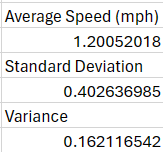 Average Speed (mph)
1.20052018
Standard Deviation
0.402636985
Variance
0.162116542